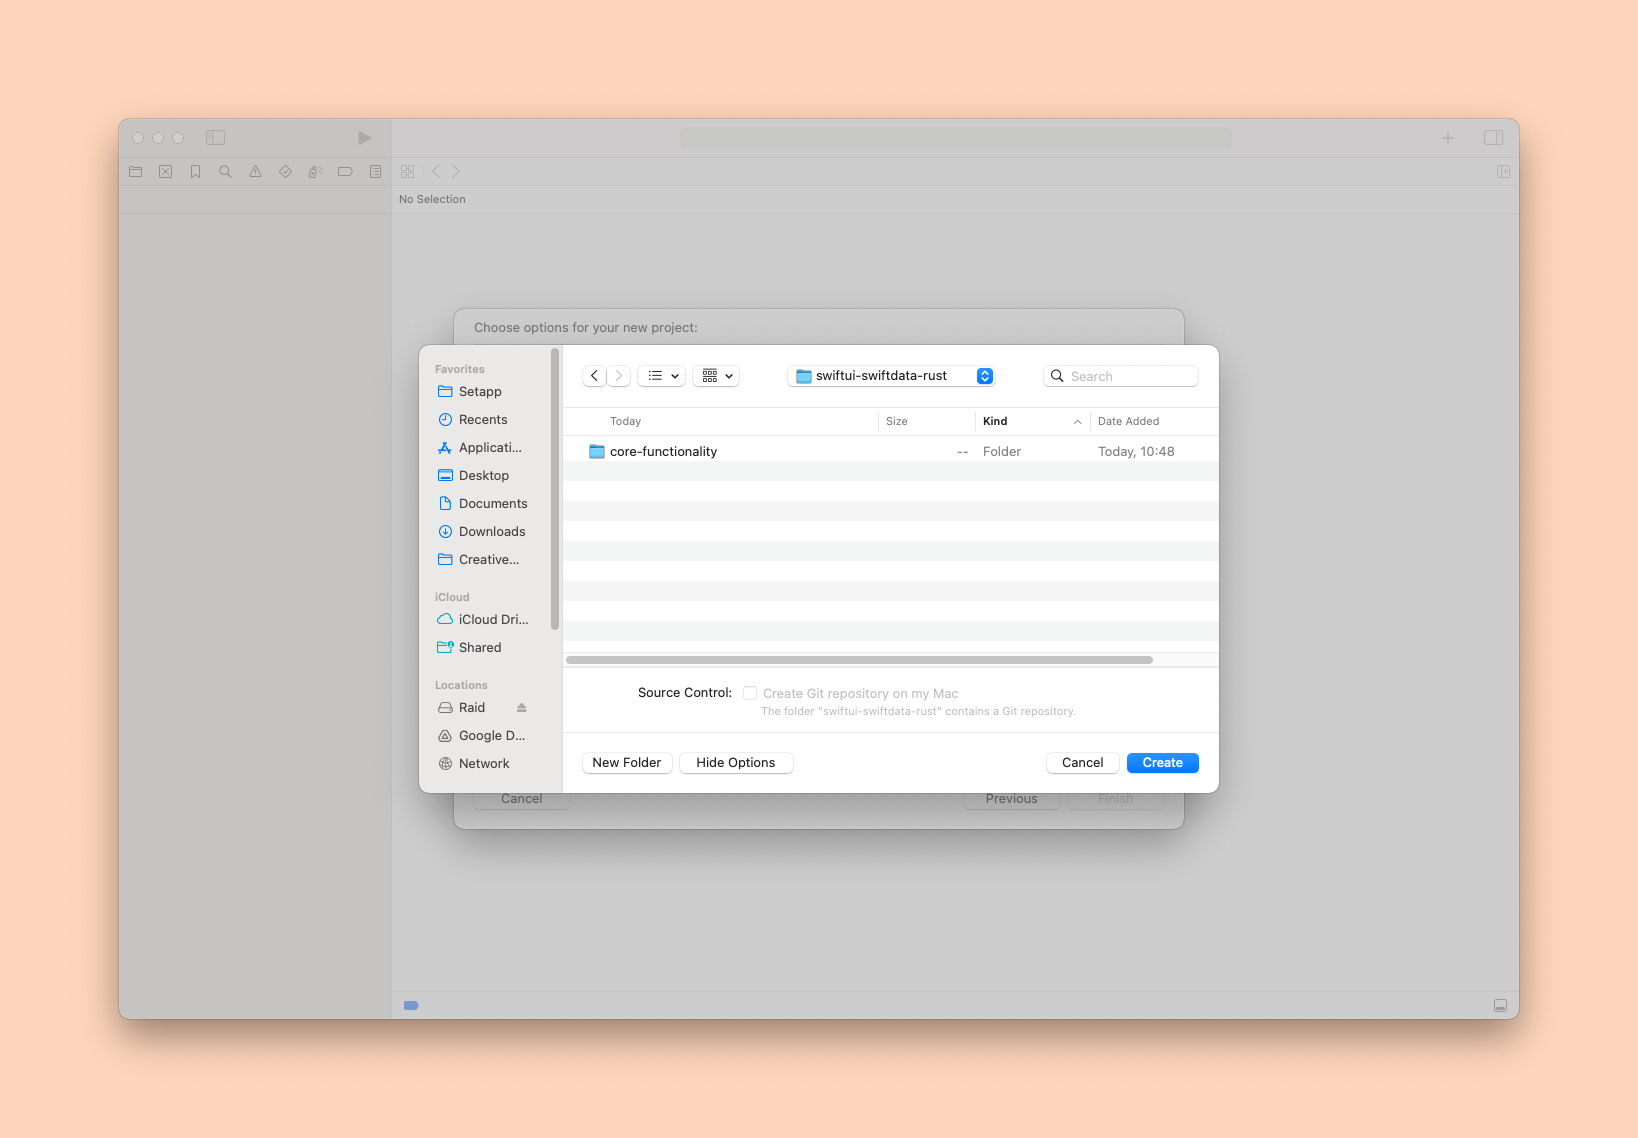 No Selection
Choose options for your new project:
Favorites
Setapp
Recents
Applicati...
Desktop
Documents
Downloads
Creative...
iCloud
iCloud Dri...
Shared
Locations
Raid
Google D...
Network
swiftui-swiftdata-rust
Search
Today Size Kind Date Added
core-functionality -- Folder Today, 10:48
Source Control: Create Git repository on my Mac
The folder "swiftui-swiftdata-rust" contains a Git repository.
New Folder Hide Options Cancel Create
Cancel Previous Finish